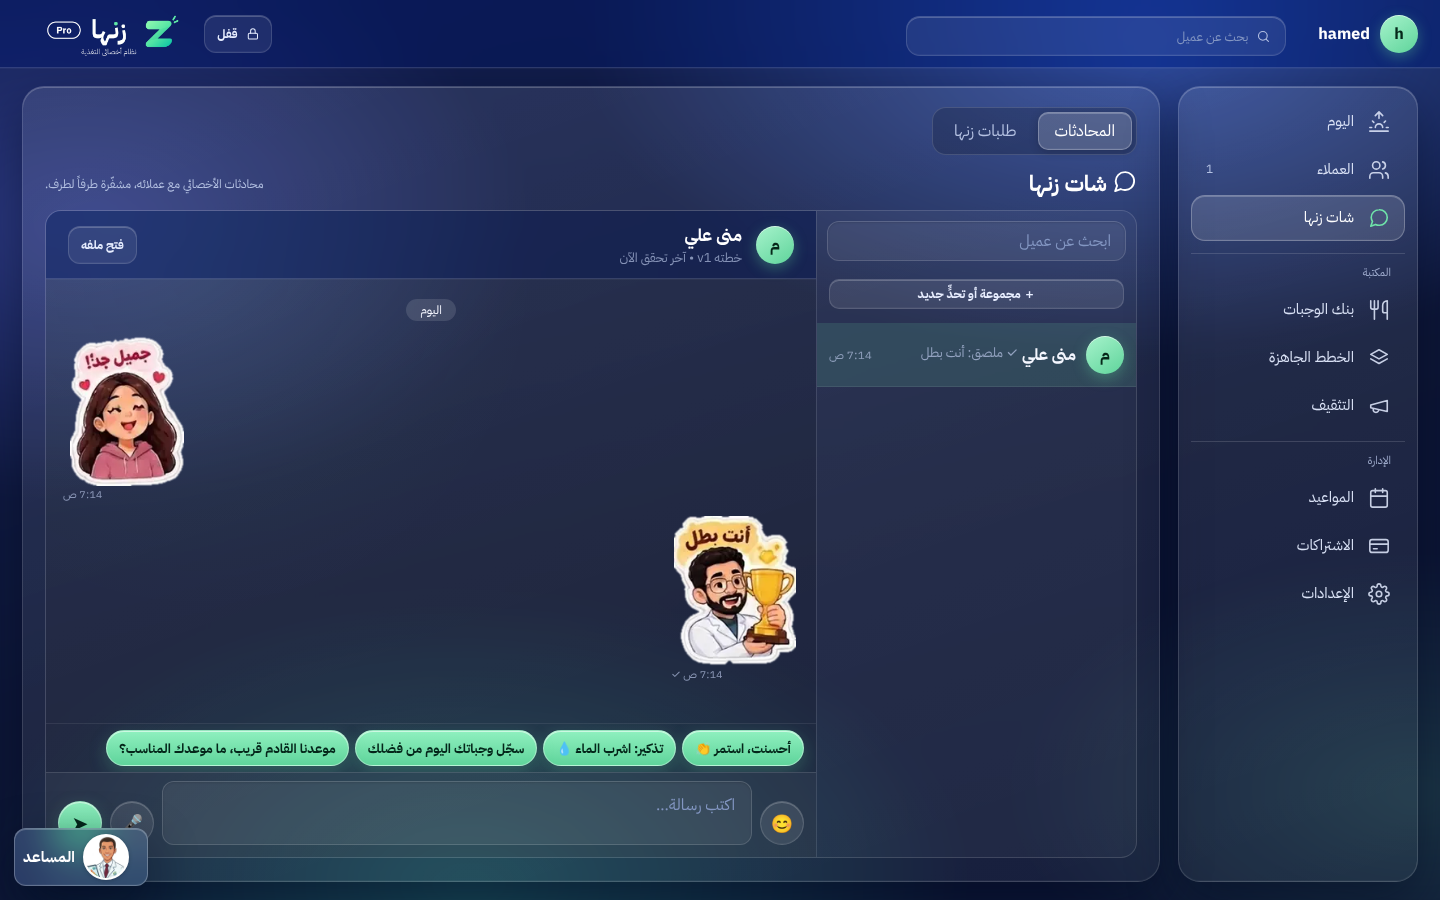 hamed
h
بحث عن عميل
قفل
زنها
Pro
نظام أخصائي التغذية
اليوم
العملاء 1
شات زنها
المكتبة
بنك الوجبات
الخطط الجاهزة
التثقيف
الإدارة
المواعيد
الاشتراكات
الإعدادات
المحادثات
طلبات زنها
شات زنها
محادثات الأخصائي مع عملائه، مشفّرة طرفاً لطرف.
ابحث عن عميل
+ مجموعة أو تحدٍّ جديد
م
منى علي ✓ ملصق: أنت بطل 7:14 ص
م
منى علي
خطته v1 • آخر تحقق الآن
فتح ملفه
اليوم
جميل جدًا!
7:14 ص
أنت بطل
7:14 ص ✓
أحسنت، استمر 👏
تذكير: اشرب الماء 💧
سجّل وجباتك اليوم من فضلك
موعدنا القادم قريب، ما موعدك المناسب؟
اكتب رسالة...
المساعد